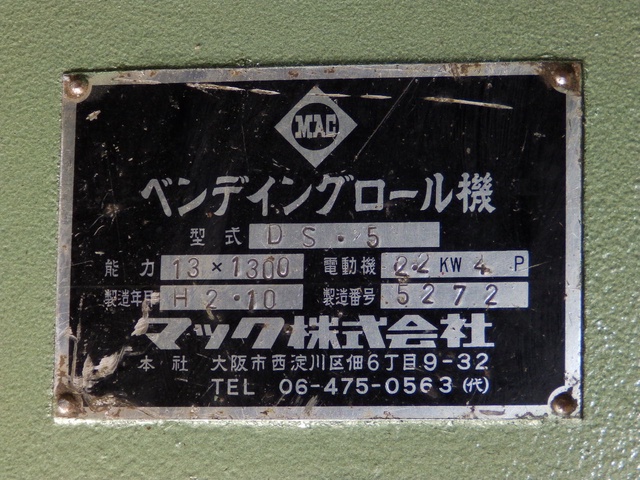 MAC
ベンデイングロール機
型式 DS・5
能力 13×1300 電動機 2.2KW 4P
製造年月 H2・10 製造番号 5272
マック株式会社
本社 大阪市西淀川区佃6丁目9-32
TEL 06-475-0563(代)